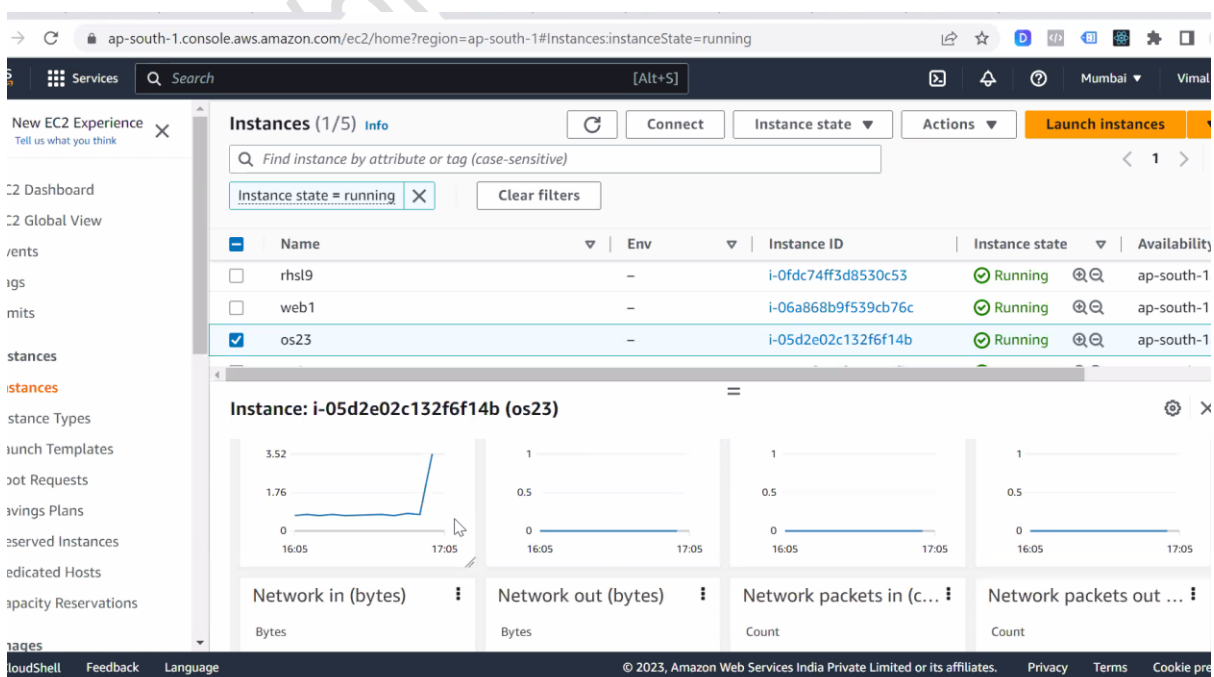 ap-south-1.console.aws.amazon.com/ec2/home?region=ap-south-1#Instances:instanceState=running
Services Search [Alt+S] Mumbai ▼ Vimal
New EC2 Experience
Tell us what you think
Instances (1/5) Info Connect Instance state ▼ Actions ▼ Launch instances
Find instance by attribute or tag (case-sensitive) 1
Instance state = running Clear filters
C2 Dashboard
C2 Global View
vents
ags
mits
stances
stances
stance Types
aunch Templates
pot Requests
avings Plans
eserved Instances
edicated Hosts
apacity Reservations
nages
Name Env Instance ID Instance state Availability
rhsl9 – i-0fdc74ff3d8530c53 Running ap-south-1
web1 – i-06a868b9f539cb76c Running ap-south-1
os23 – i-05d2e02c132f6f14b Running ap-south-1
Instance: i-05d2e02c132f6f14b (os23)
3.52 1 1 1
1.76 0.5 0.5 0.5
0 0 0 0
16:05 17:05 16:05 17:05 16:05 17:05 16:05 17:05
Network in (bytes) Network out (bytes) Network packets in (c... Network packets out ...
Bytes Bytes Count Count
loudShell Feedback Language © 2023, Amazon Web Services India Private Limited or its affiliates. Privacy Terms Cookie pre